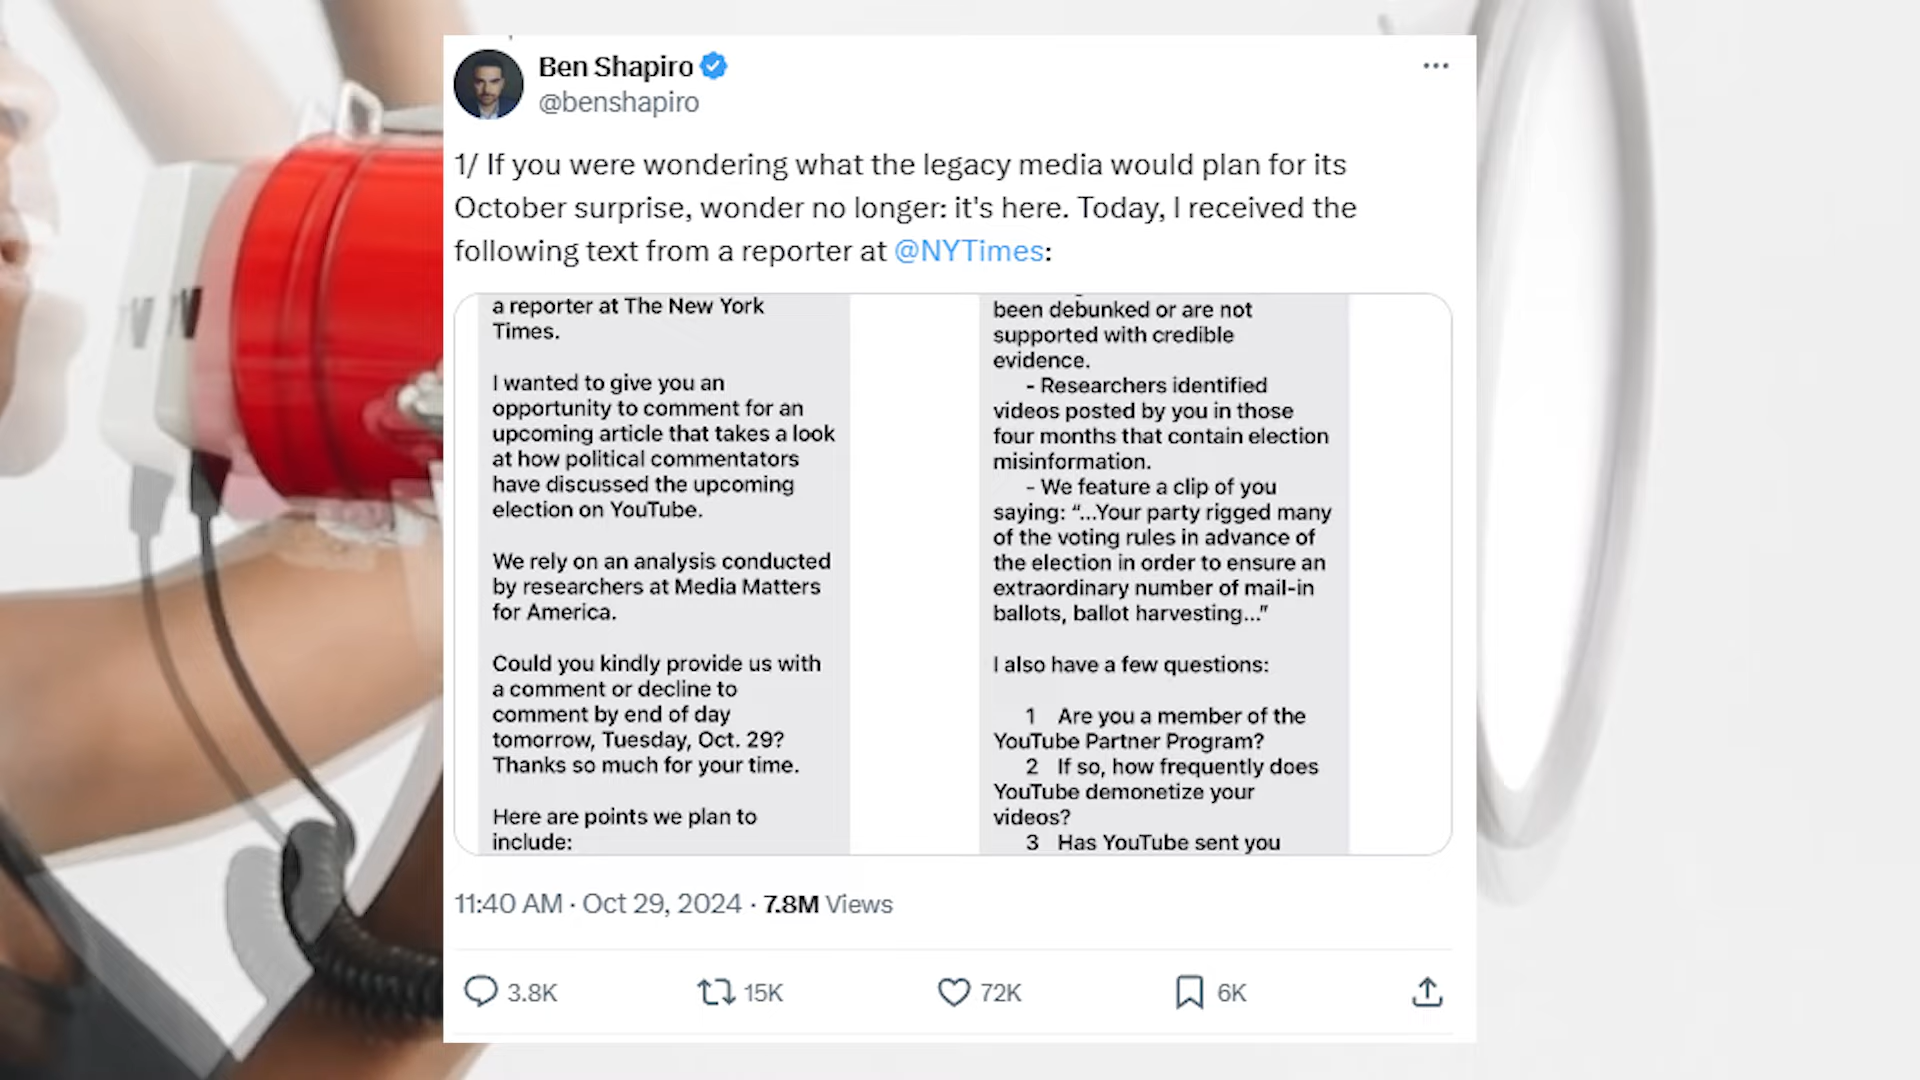 Ben Shapiro
@benshapiro
1/ If you were wondering what the legacy media would plan for its
October surprise, wonder no longer: it's here. Today, I received the
following text from a reporter at @NYTimes:
a reporter at The New York
Times.
I wanted to give you an
opportunity to comment for an
upcoming article that takes a look
at how political commentators
have discussed the upcoming
election on YouTube.
We rely on an analysis conducted
by researchers at Media Matters
for America.
Could you kindly provide us with
a comment or decline to
comment by end of day
tomorrow, Tuesday, Oct. 29?
Thanks so much for your time.
Here are points we plan to
include:
been debunked or are not
supported with credible
evidence.
- Researchers identified
videos posted by you in those
four months that contain election
misinformation.
- We feature a clip of you
saying: “...Your party rigged many
of the voting rules in advance of
the election in order to ensure an
extraordinary number of mail-in
ballots, ballot harvesting...”
I also have a few questions:
1 Are you a member of the
YouTube Partner Program?
2 If so, how frequently does
YouTube demonetize your
videos?
3 Has YouTube sent you
11:40 AM · Oct 29, 2024 · 7.8M Views
3.8K
15K
72K
6K